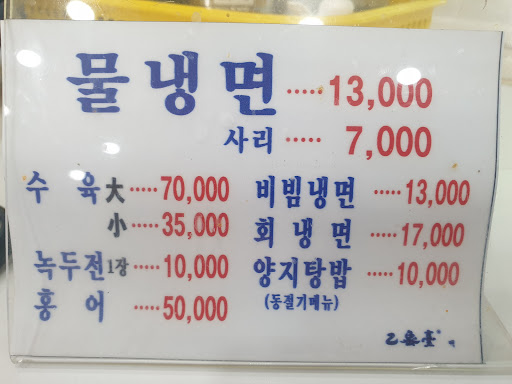 물냉면 ····· 13,000
사리 ····· 7,000
수 육 大 ····· 70,000
小 ····· 35,000
녹두전 1장 ···· 10,000
홍 어 ····· 50,000
비빔냉면 ···· 13,000
회 냉 면 ···· 17,000
양지탕밥 ····· 10,000
(동절기메뉴)